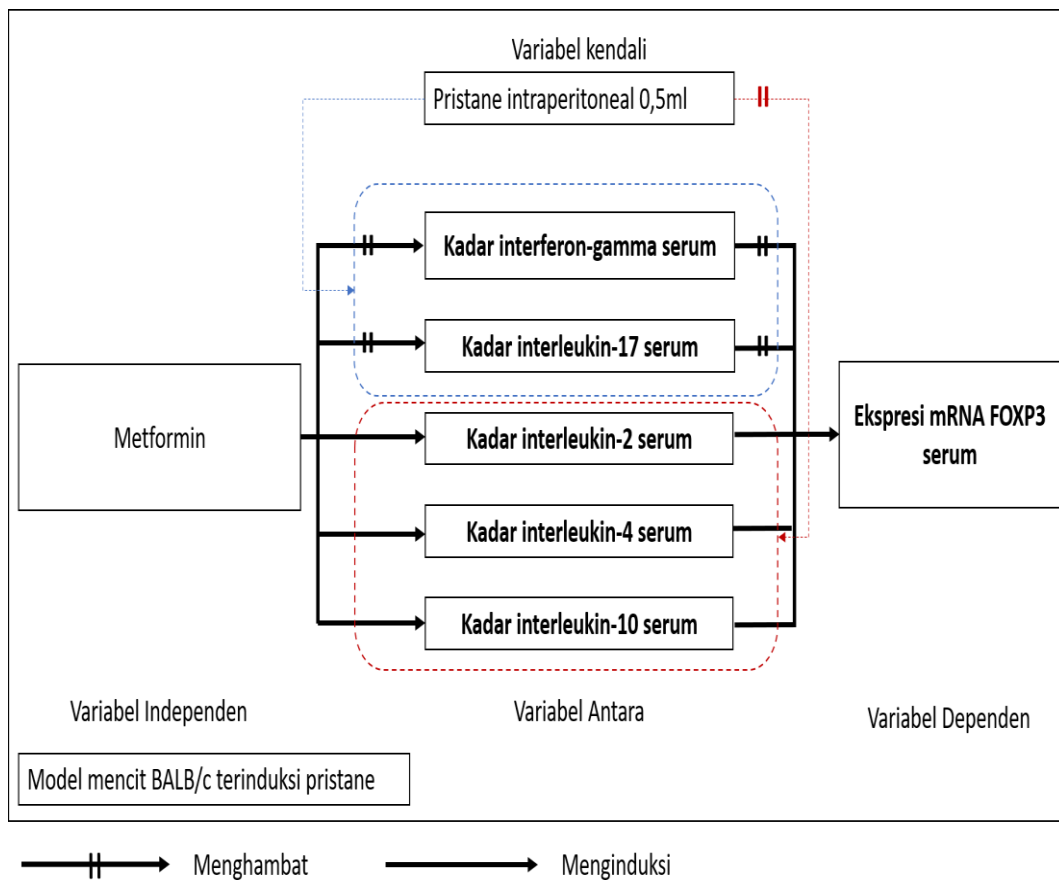 Variabel kendali
Pristane intraperitoneal 0,5ml
Kadar interferon-gamma serum
Kadar interleukin-17 serum
Metformin
Kadar interleukin-2 serum
Kadar interleukin-4 serum
Kadar interleukin-10 serum
Ekspresi mRNA FOXP3
serum
Variabel Independen
Variabel Antara
Variabel Dependen
Model mencit BALB/c terinduksi pristane
Menghambat
Menginduksi